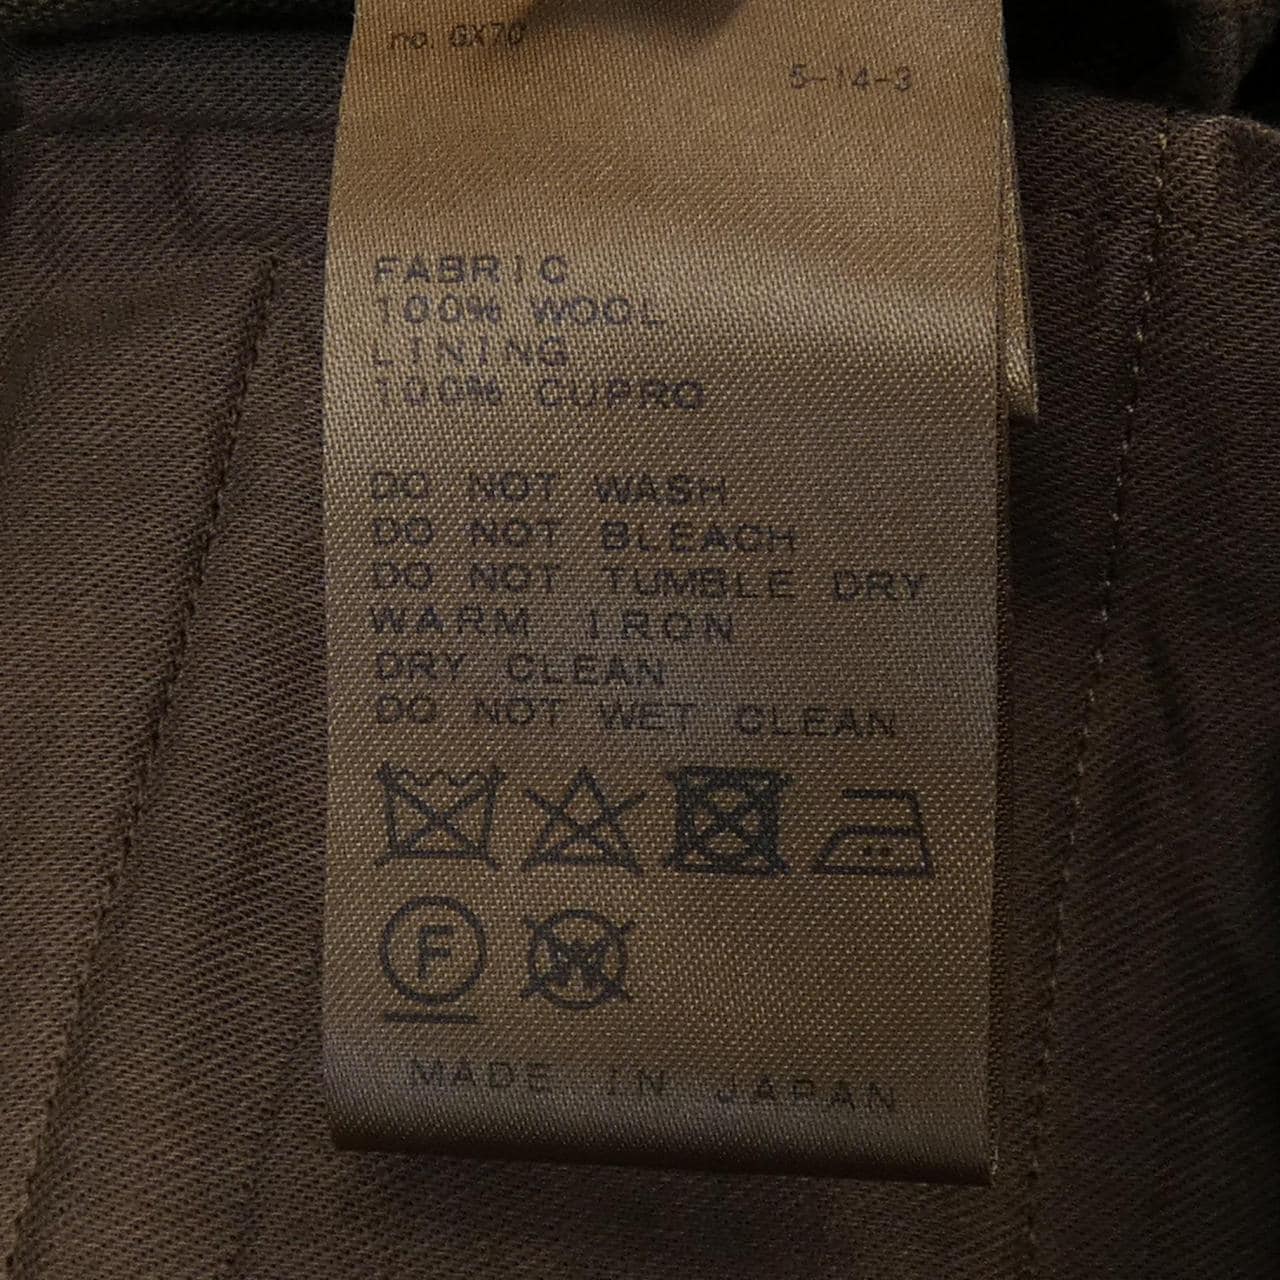 no. GX70
5-14-3
FABRIC
100% WOOL
LINING
100% CUPRO
DO NOT WASH
DO NOT BLEACH
DO NOT TUMBLE DRY
WARM IRON
DRY CLEAN
DO NOT WET CLEAN
F W
MADE IN JAPAN